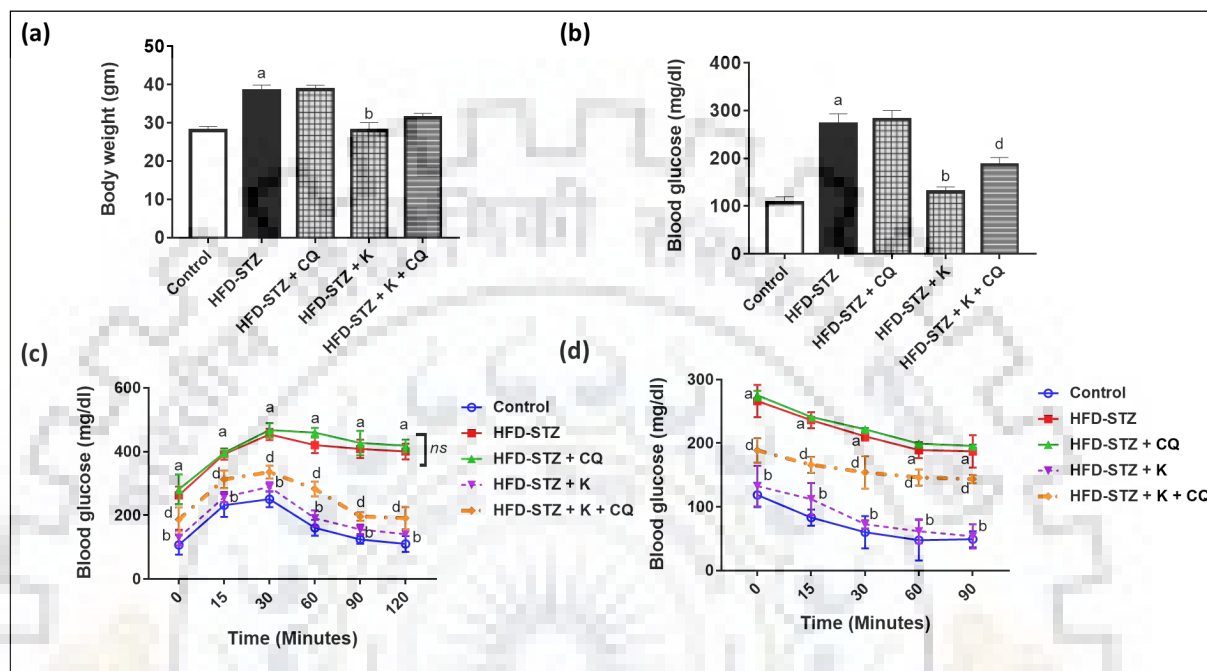 (a)
Body weight (gm)
50
40
30
20
10
0
a
b
Control
HFD-STZ
HFD-STZ + CQ
HFD-STZ + K
HFD-STZ + K + CQ
(b)
Blood glucose (mg/dl)
400
300
200
100
0
a
b
d
Control
HFD-STZ
HFD-STZ + CQ
HFD-STZ + K
HFD-STZ + K + CQ
(c)
Blood glucose (mg/dl)
600
400
200
0
a a a a a a
d d d d d d
b b b b b b
ns
0 15 30 60 90 120
Time (Minutes)
Control
HFD-STZ
HFD-STZ + CQ
HFD-STZ + K
HFD-STZ + K + CQ
(d)
Blood glucose (mg/dl)
300
200
100
0
a a a a a
d d d d d
b b b b b
0 15 30 60 90
Time (Minutes)
Control
HFD-STZ
HFD-STZ + CQ
HFD-STZ + K
HFD-STZ + K + CQ